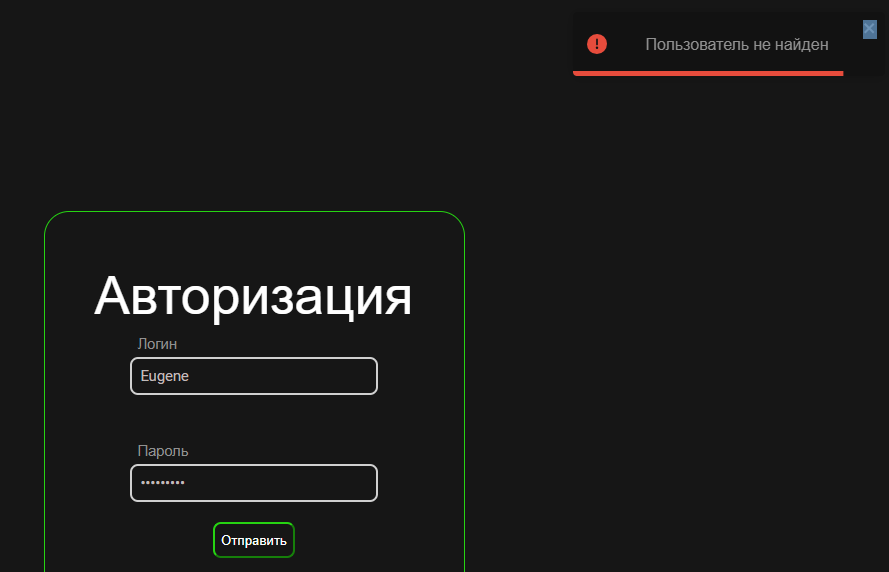 Пользователь не найден
Авторизация
Логин
Eugene
Пароль
•••••••••
Отправить